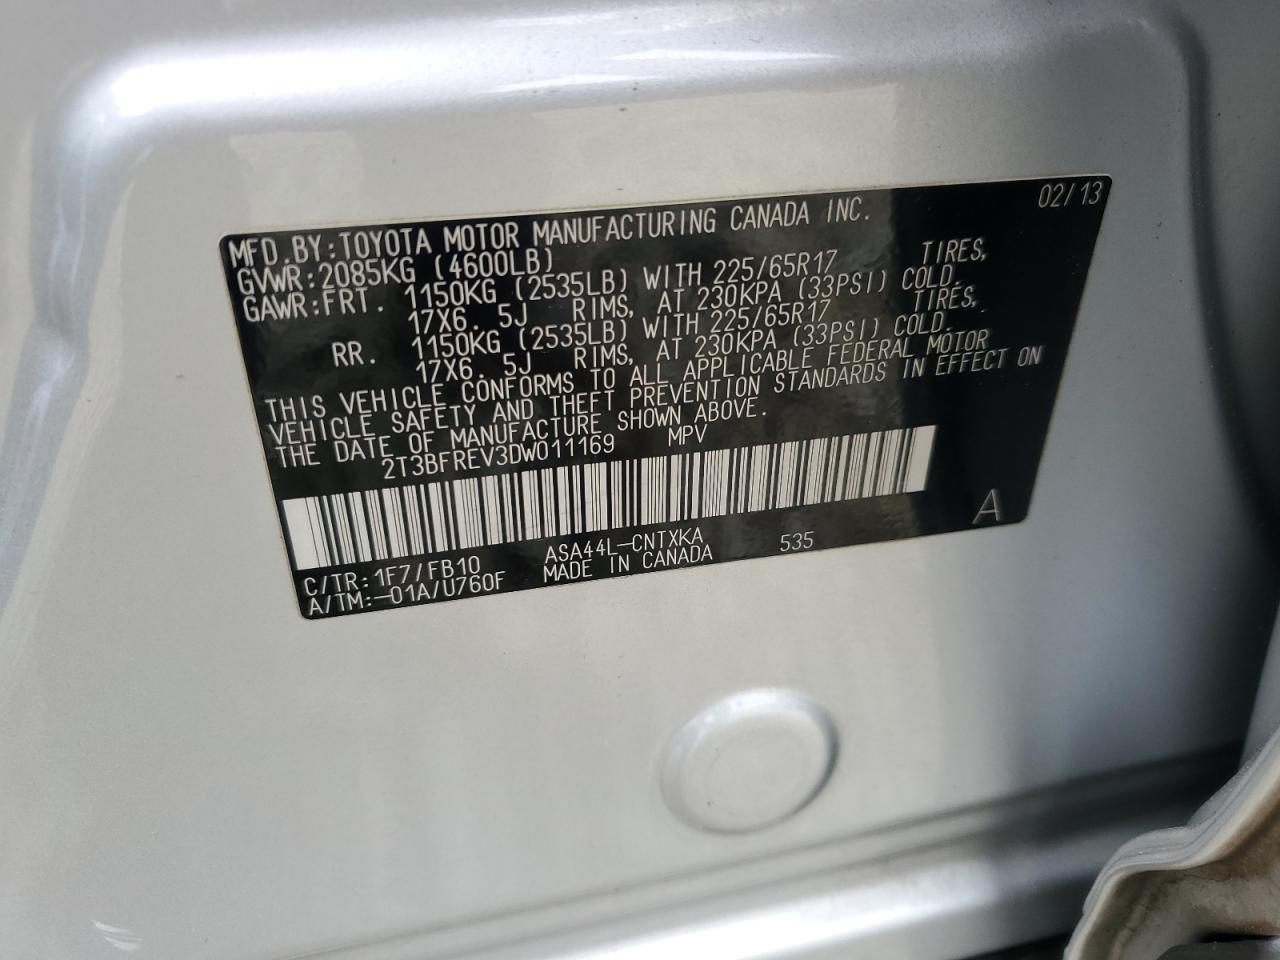 02/13
MFD.BY:TOYOTA MOTOR MANUFACTURING CANADA INC.
GVWR:2085KG (4600LB)
GAWR:FRT. 1150KG (2535LB) WITH 225/65R17 TIRES,
17X6.5J RIMS, AT 230KPA (33PSI) COLD.
RR. 1150KG (2535LB) WITH 225/65R17 TIRES,
17X6.5J RIMS, AT 230KPA (33PSI) COLD.
THIS VEHICLE CONFORMS TO ALL APPLICABLE FEDERAL MOTOR
VEHICLE SAFETY AND THEFT PREVENTION STANDARDS IN EFFECT ON
THE DATE OF MANUFACTURE SHOWN ABOVE.
2T3BFREV3DW011169 MPV
C/TR:1F7/FB10 ASA44L-CNTXKA 535 A
A/TM:-01A/U760F MADE IN CANADA